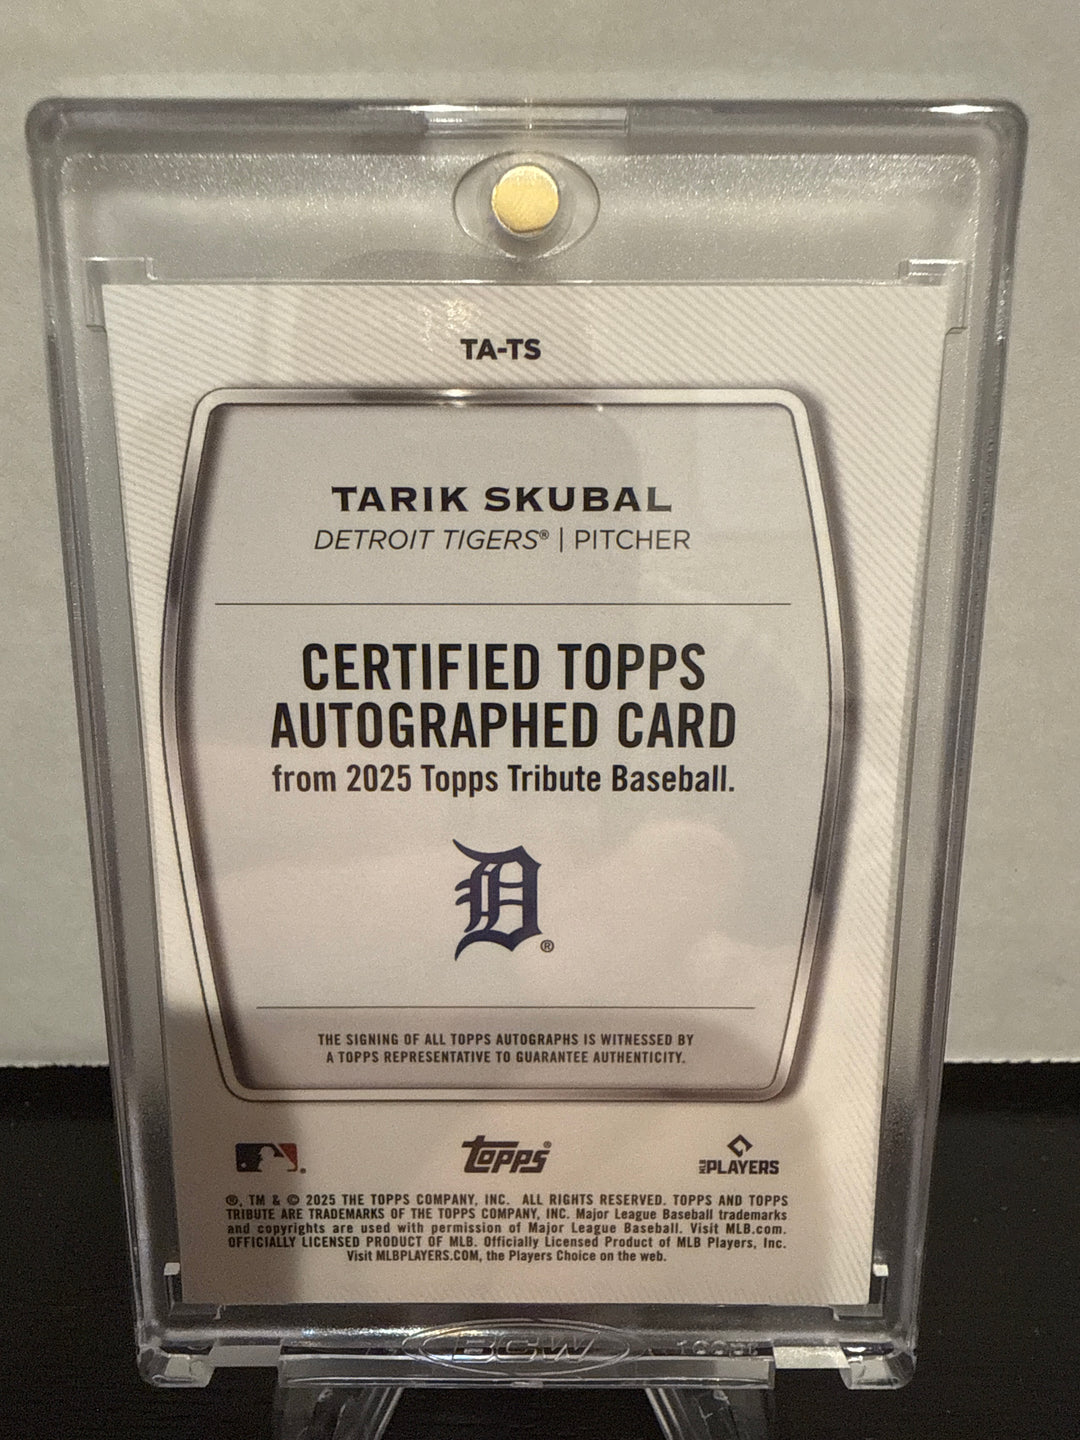 TA-TS
TARIK SKUBAL
DETROIT TIGERS® | PITCHER
CERTIFIED TOPPS
AUTOGRAPHED CARD
from 2025 Topps Tribute Baseball.
D®
THE SIGNING OF ALL TOPPS AUTOGRAPHS IS WITNESSED BY
A TOPPS REPRESENTATIVE TO GUARANTEE AUTHENTICITY.
topps® MLB PLAYERS
®, TM & © 2025 THE TOPPS COMPANY, INC. ALL RIGHTS RESERVED. TOPPS AND TOPPS
TRIBUTE ARE TRADEMARKS OF THE TOPPS COMPANY, INC. Major League Baseball trademarks
and copyrights are used with permission of Major League Baseball. Visit MLB.com.
OFFICIALLY LICENSED PRODUCT OF MLB. Officially Licensed Product of MLB Players, Inc.
Visit MLBPLAYERS.COM, the Players Choice on the web.
BCW